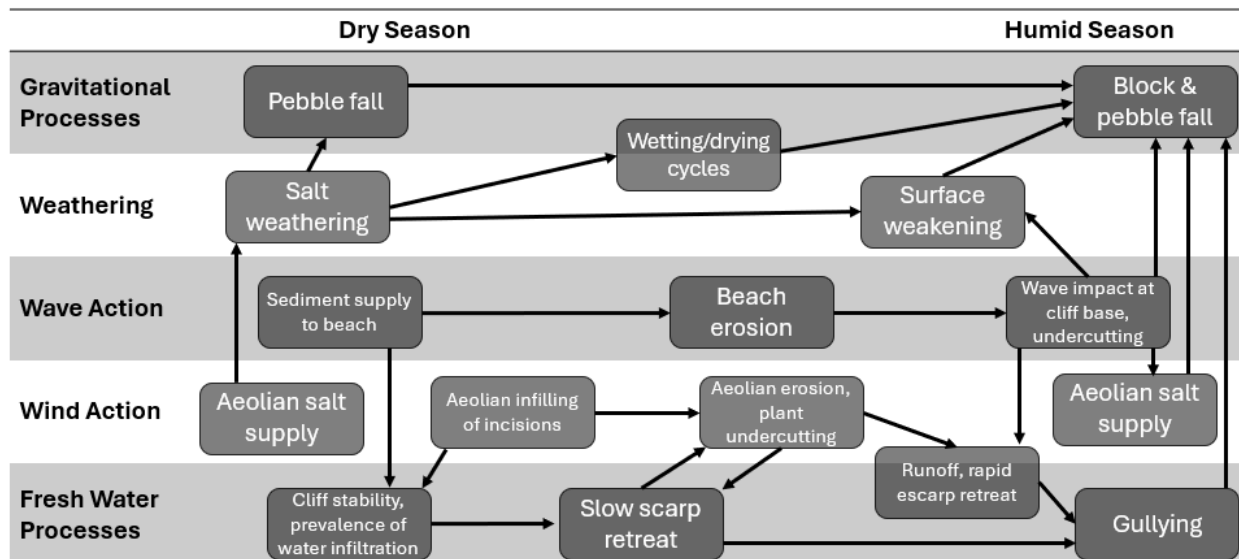 Dry Season
Humid Season
Gravitational
Processes
Pebble fall
Block &
pebble fall
Wetting/drying
cycles
Weathering
Salt
weathering
Surface
weakening
Wave Action
Sediment supply
to beach
Beach
erosion
Wave impact at
cliff base,
undercutting
Wind Action
Aeolian salt
supply
Aeolian infilling
of incisions
Aeolian erosion,
plant
undercutting
Aeolian salt
supply
Fresh Water
Processes
Cliff stability,
prevalence of
water infiltration
Slow scarp
retreat
Runoff, rapid
escarp retreat
Gullying